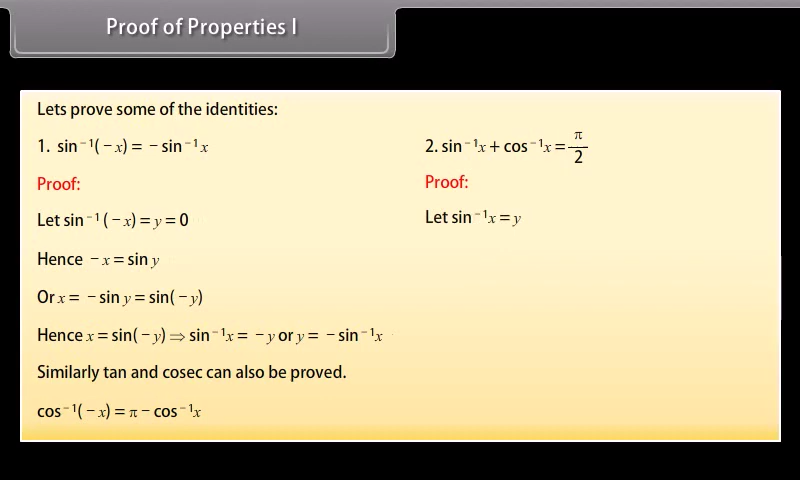 Proof of Properties I
Lets prove some of the identities:
1. sin⁻¹(−x) = −sin⁻¹x
Proof:
Let sin⁻¹(−x) = y = 0
Hence −x = sin y
Or x = −sin y = sin(−y)
Hence x = sin(−y) ⇒ sin⁻¹x = −y or y = −sin⁻¹x
Similarly tan and cosec can also be proved.
cos⁻¹(−x) = π − cos⁻¹x
2. sin⁻¹x + cos⁻¹x = π/2
Proof:
Let sin⁻¹x = y